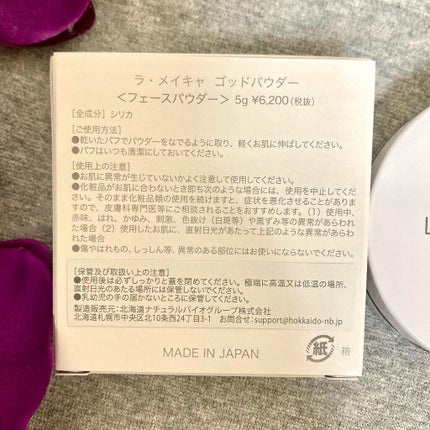 ラ・メイキャ ゴッドパウダー
＜フェースパウダー＞ 5g ¥6,200(税抜)
[全成分] シリカ
[ご使用方法]
●乾いたパフでパウダーをなでるように取り、軽くお肌に伸ばしてください。
●パフはいつも清潔にしておいてください。
[使用上の注意]
●お肌に異常が生じていないかよく注意して使用してください。
●化粧品がお肌に合わないとき即ち次のような場合には、使用を中止してくだ
さい。そのまま化粧品類の使用を続けますと、症状を悪化させることがありま
すので、皮膚科専門医等にご相談されることをおすすめします。(1) 使用中、
赤味、はれ、かゆみ、刺激、色抜け（白斑等）や黒ずみ等の異常があらわれ
た場合 (2) 使用したお肌に、直射日光があたって上記のような異常があらわ
れた場合
●傷やはれもの、しっしん等、異常のある部位にはお使いにならないでください。
[保管及び取扱い上の注意]
●使用後は必ずしっかりと蓋を閉めてください。極端に高温又は低温の場所、
直射日光のあたる場所には保管しないでください。
●乳幼児の手の届かないところに保管してください。
製造販売元：北海道ナチュラルバイオグループ株式会社
北海道札幌市中央区北10条西24丁目3-1 お問合せ:support@hokkaido-nb.jp
MADE IN JAPAN
紙 箱
L